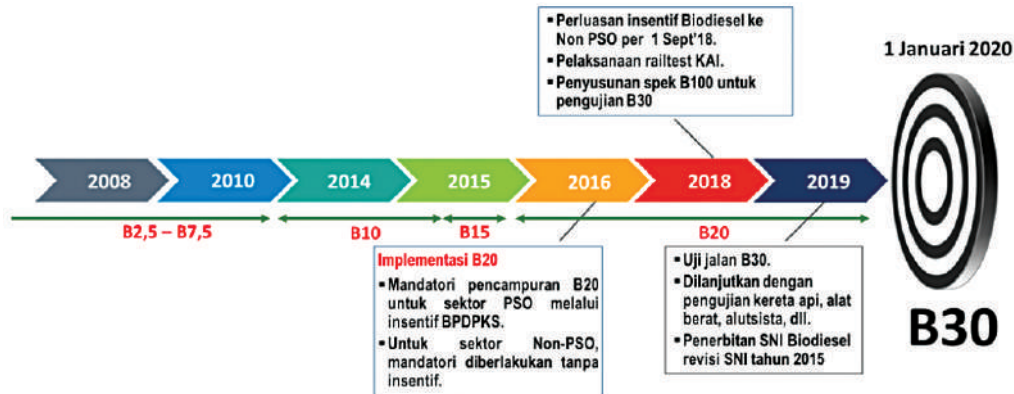 ▪ Perluasan insentif Biodiesel ke
Non PSO per 1 Sept'18.
▪ Pelaksanaan railtest KAI.
▪ Penyusunan spek B100 untuk
pengujian B30
1 Januari 2020
2008
2010
2014
2015
2016
2018
2019
B2,5 – B7,5
B10
B15
B20
Implementasi B20
▪ Mandatori pencampuran B20
untuk sektor PSO melalui
insentif BPDPKS.
▪ Untuk sektor Non-PSO,
mandatori diberlakukan tanpa
insentif.
▪ Uji jalan B30.
▪ Dilanjutkan dengan
pengujian kereta api, alat
berat, alutsista, dll.
▪ Penerbitan SNI Biodiesel
revisi SNI tahun 2015
B30